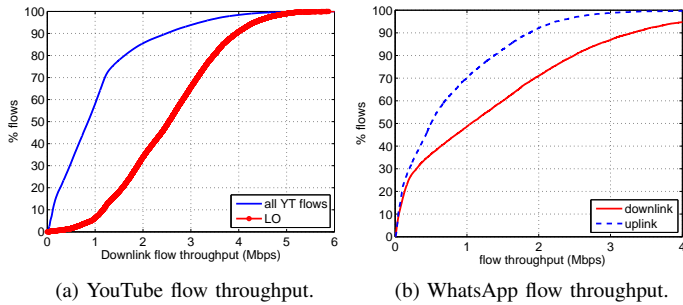 100
90
80
70
60
50
40
30
20
10
0
% flows
0 1 2 3 4 5 6
Downlink flow throughput (Mbps)
all YT flows
LO
(a) YouTube flow throughput.
100
90
80
70
60
50
40
30
20
10
0
% flows
0 1 2 3 4
flow throughput (Mbps)
downlink
uplink
(b) WhatsApp flow throughput.